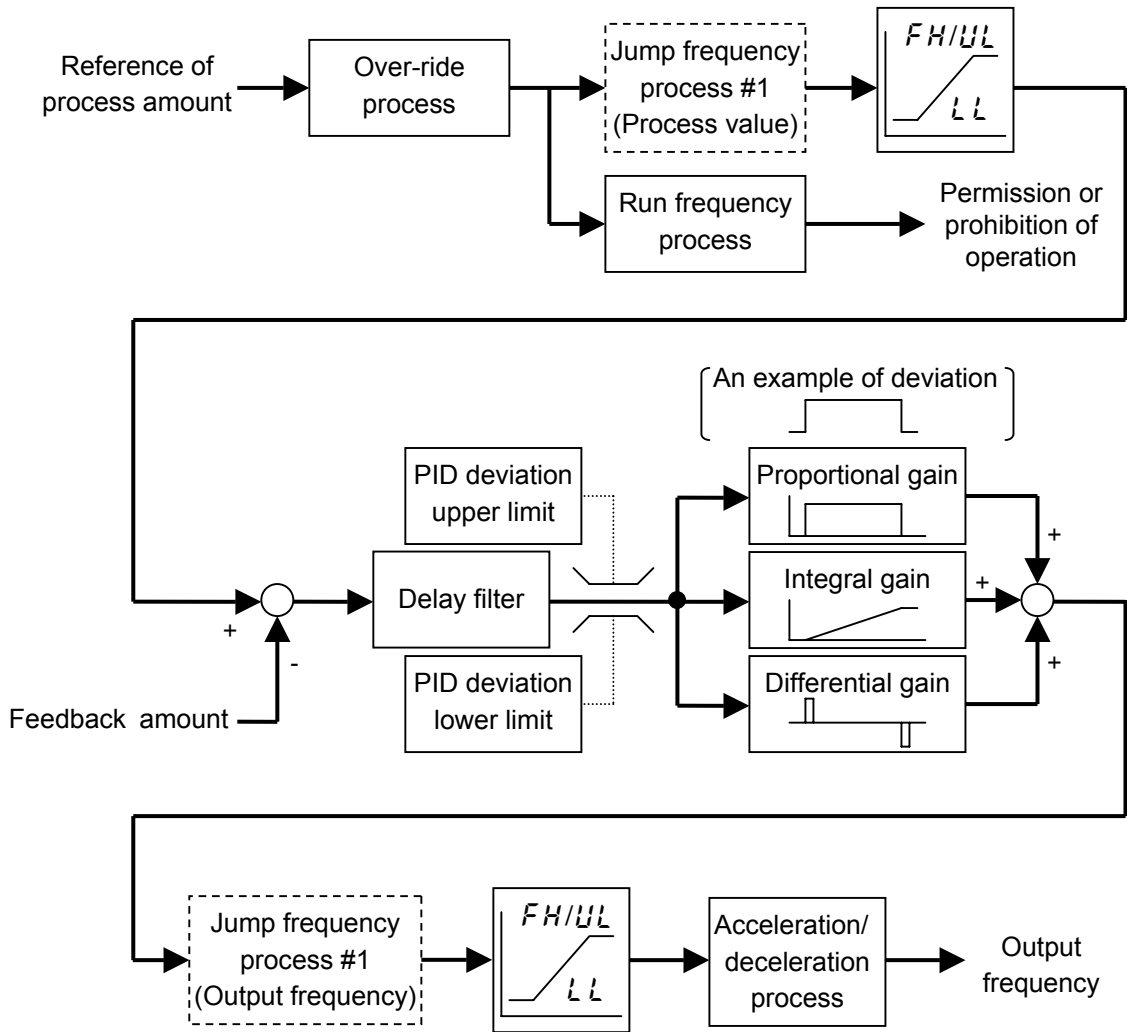 Reference of
process amount
Over-ride
process
Jump frequency
process #1
(Process value)
FH/UL
LL
Run frequency
process
Permission or
prohibition of
operation
An example of deviation
PID deviation
upper limit
Proportional gain
+
Delay filter
Integral gain
+
+
-
PID deviation
lower limit
Differential gain
+
Feedback amount
Jump frequency
process #1
(Output frequency)
FH/UL
LL
Acceleration/
deceleration
process
Output
frequency